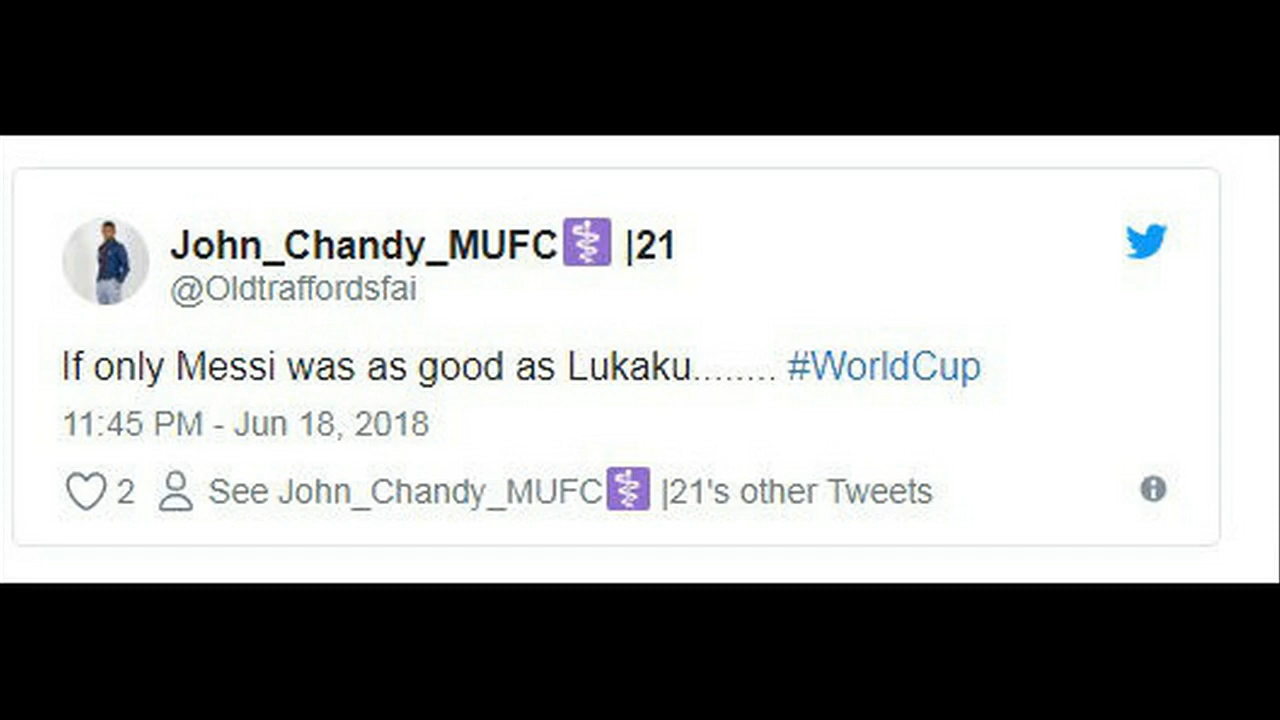 John_Chandy_MUFC⚕️ |21
@Oldtraffordsfai
If only Messi was as good as Lukaku........ #WorldCup
11:45 PM - Jun 18, 2018
2 See John_Chandy_MUFC⚕️ |21's other Tweets